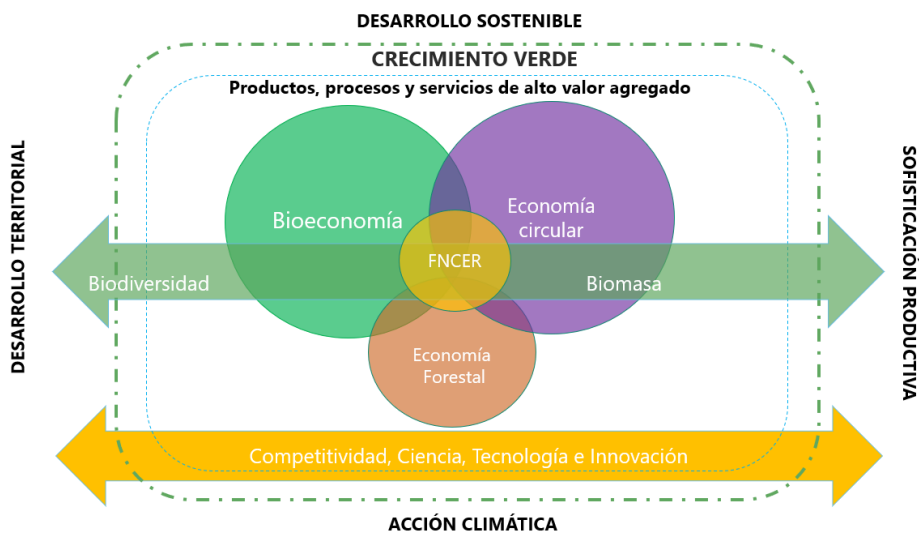 DESARROLLO SOSTENIBLE
CRECIMIENTO VERDE
Productos, procesos y servicios de alto valor agregado
DESARROLLO TERRITORIAL
SOFISTICACIÓN PRODUCTIVA
Bioeconomía
Economía
circular
FNCER
Biodiversidad
Biomasa
Economía
Forestal
Competitividad, Ciencia, Tecnología e Innovación
ACCIÓN CLIMÁTICA